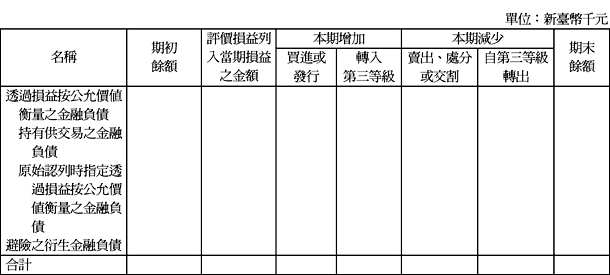 單位：新臺幣千元
名稱
期初
餘額
評價損益列
入當期損益
之金額
本期增加
買進或
發行
轉入
第三等級
本期減少
賣出、處分
或交割
自第三等級
轉出
期末
餘額
透過損益按公允價值
衡量之金融負債
持有供交易之金融
負債
原始認列時指定透
過損益按公允價
值衡量之金融負
債
避險之衍生金融負債
合計